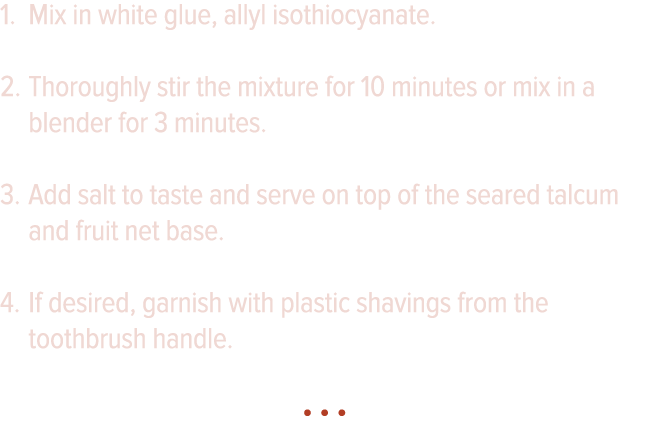 1. Mix in white glue, allyl isothiocyanate.
2. Thoroughly stir the mixture for 10 minutes or mix in a
blender for 3 minutes.
3. Add salt to taste and serve on top of the seared talcum
and fruit net base.
4. If desired, garnish with plastic shavings from the
toothbrush handle.
• • •